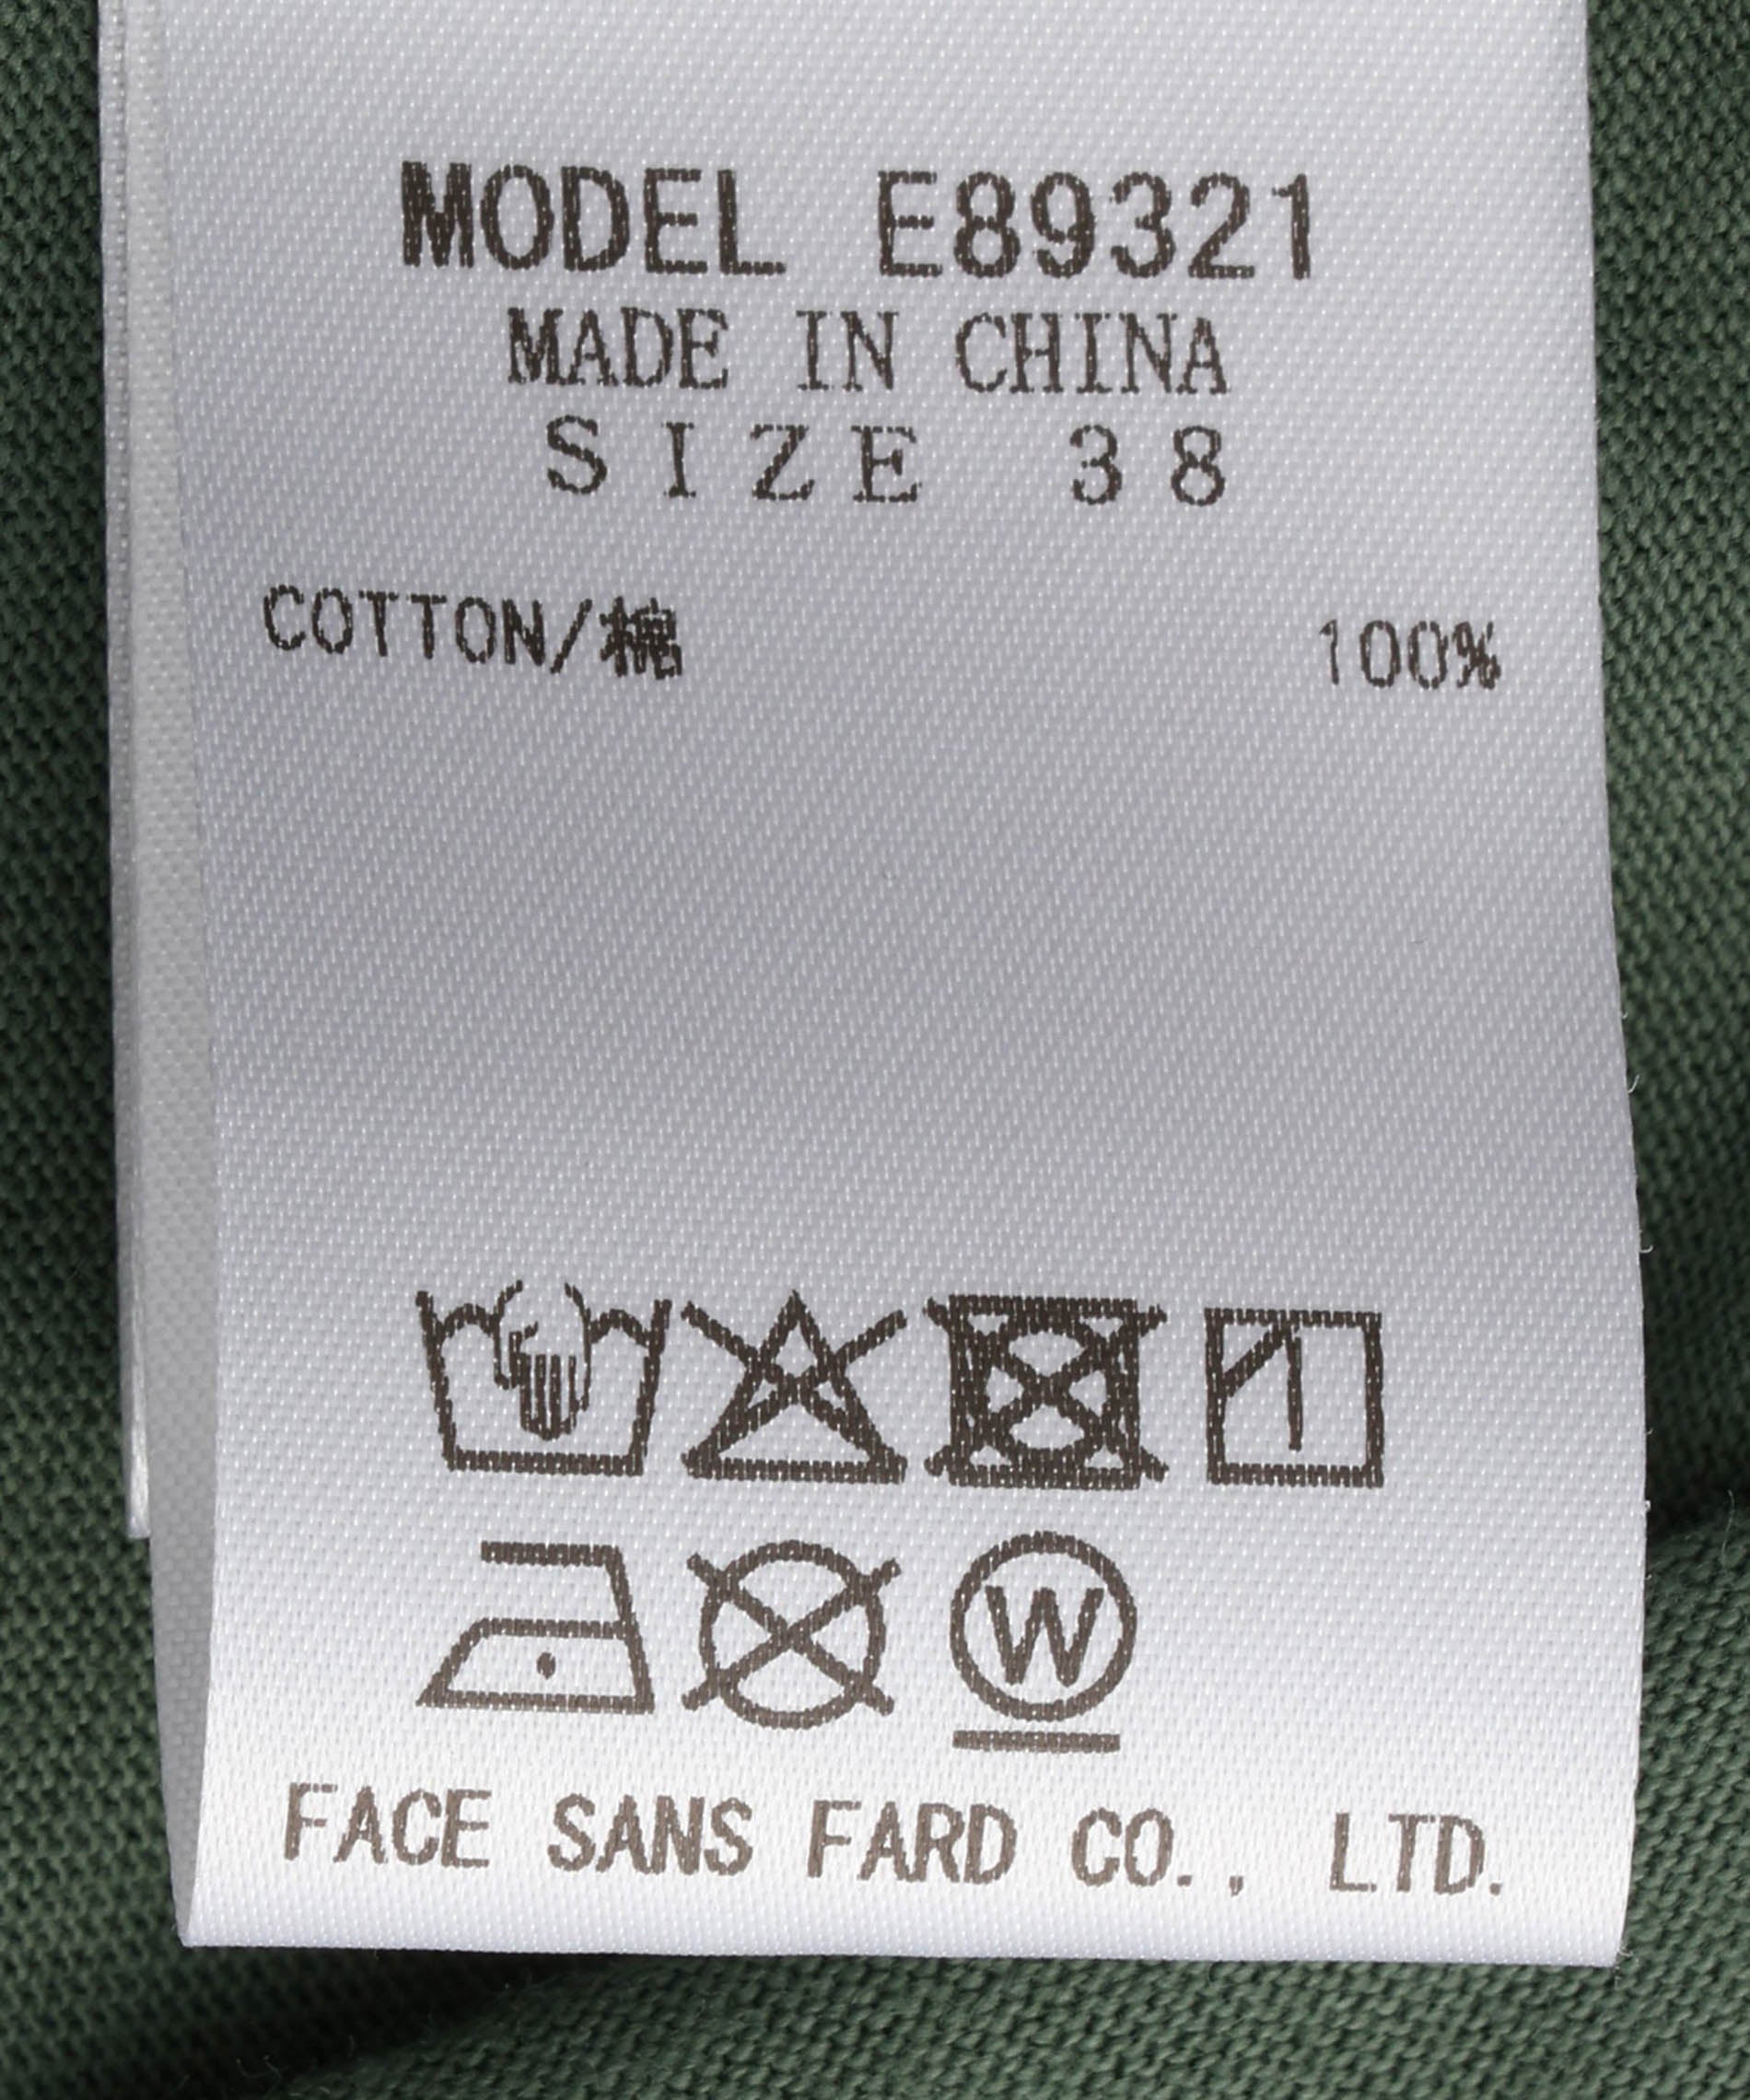 MODEL E89321
MADE IN CHINA
SIZE 38
COTTON/棉 100%
W
FACE SANS FARD CO., LTD.